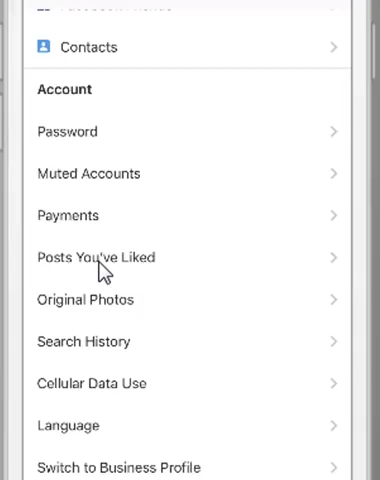 Contacts
Account
Password
Muted Accounts
Payments
Posts You've Liked
Original Photos
Search History
Cellular Data Use
Language
Switch to Business Profile